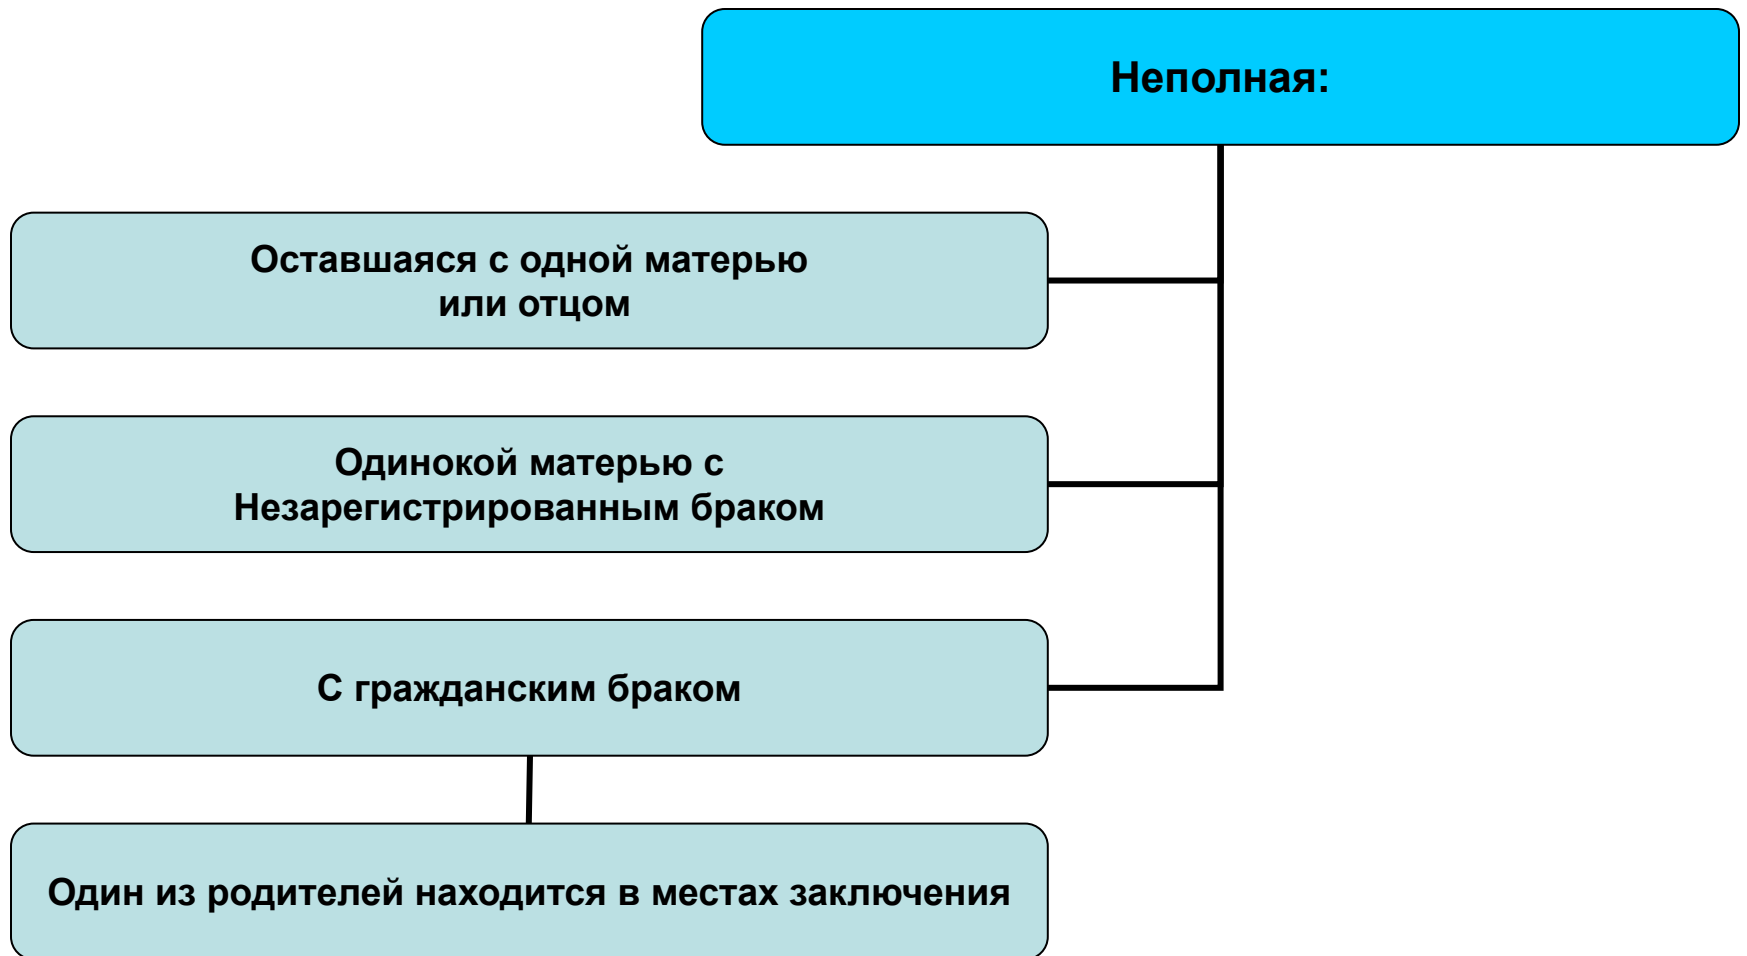 Неполная:
Оставшаяся с одной матерью
или отцом
Одинокой матерью с
Незарегистрированным браком
С гражданским браком
Один из родителей находится в местах заключения